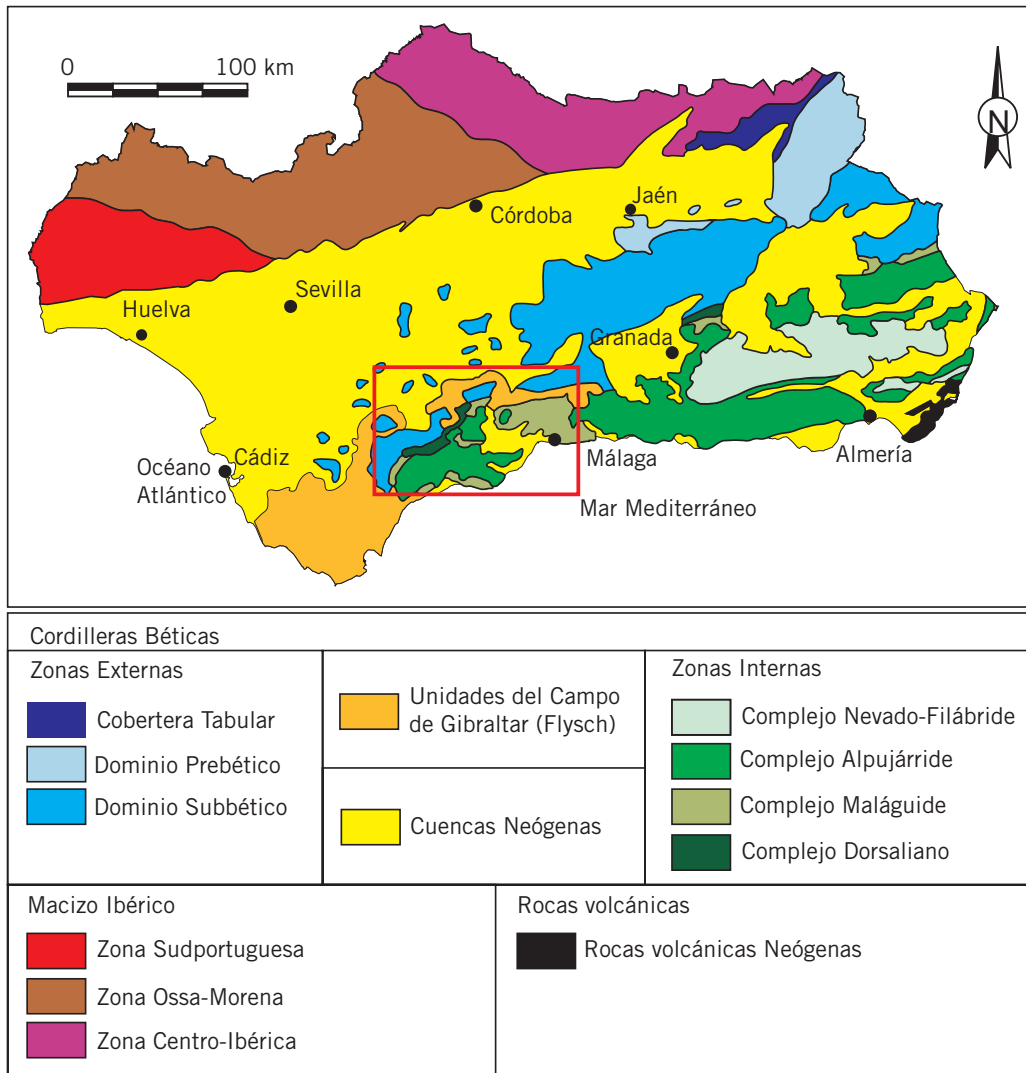 0 100 km
N
Jaén
Córdoba
Sevilla
Huelva
Granada
Cádiz
Océano
Atlántico
Málaga
Almería
Mar Mediterráneo
Cordilleras Béticas
Zonas Externas
Cobertera Tabular
Dominio Prebético
Dominio Subbético
Unidades del Campo
de Gibraltar (Flysch)
Cuencas Neógenas
Zonas Internas
Complejo Nevado-Filábride
Complejo Alpujárride
Complejo Maláguide
Complejo Dorsaliano
Macizo Ibérico
Zona Sudportuguesa
Zona Ossa-Morena
Zona Centro-Ibérica
Rocas volcánicas
Rocas volcánicas Neógenas